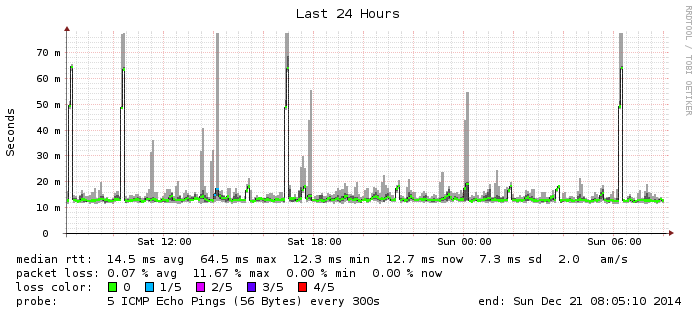 Last 24 Hours
RRDTOOL / TOBI OETIKER
Seconds
70 m
60 m
50 m
40 m
30 m
20 m
10 m
0
Sat 12:00 Sat 18:00 Sun 00:00 Sun 06:00
median rtt: 14.5 ms avg 64.5 ms max 12.3 ms min 12.7 ms now 7.3 ms sd 2.0 am/s
packet loss: 0.07 % avg 11.67 % max 0.00 % min 0.00 % now
loss color: 0 1/5 2/5 3/5 4/5
probe: 5 ICMP Echo Pings (56 Bytes) every 300s end: Sun Dec 21 08:05:10 2014